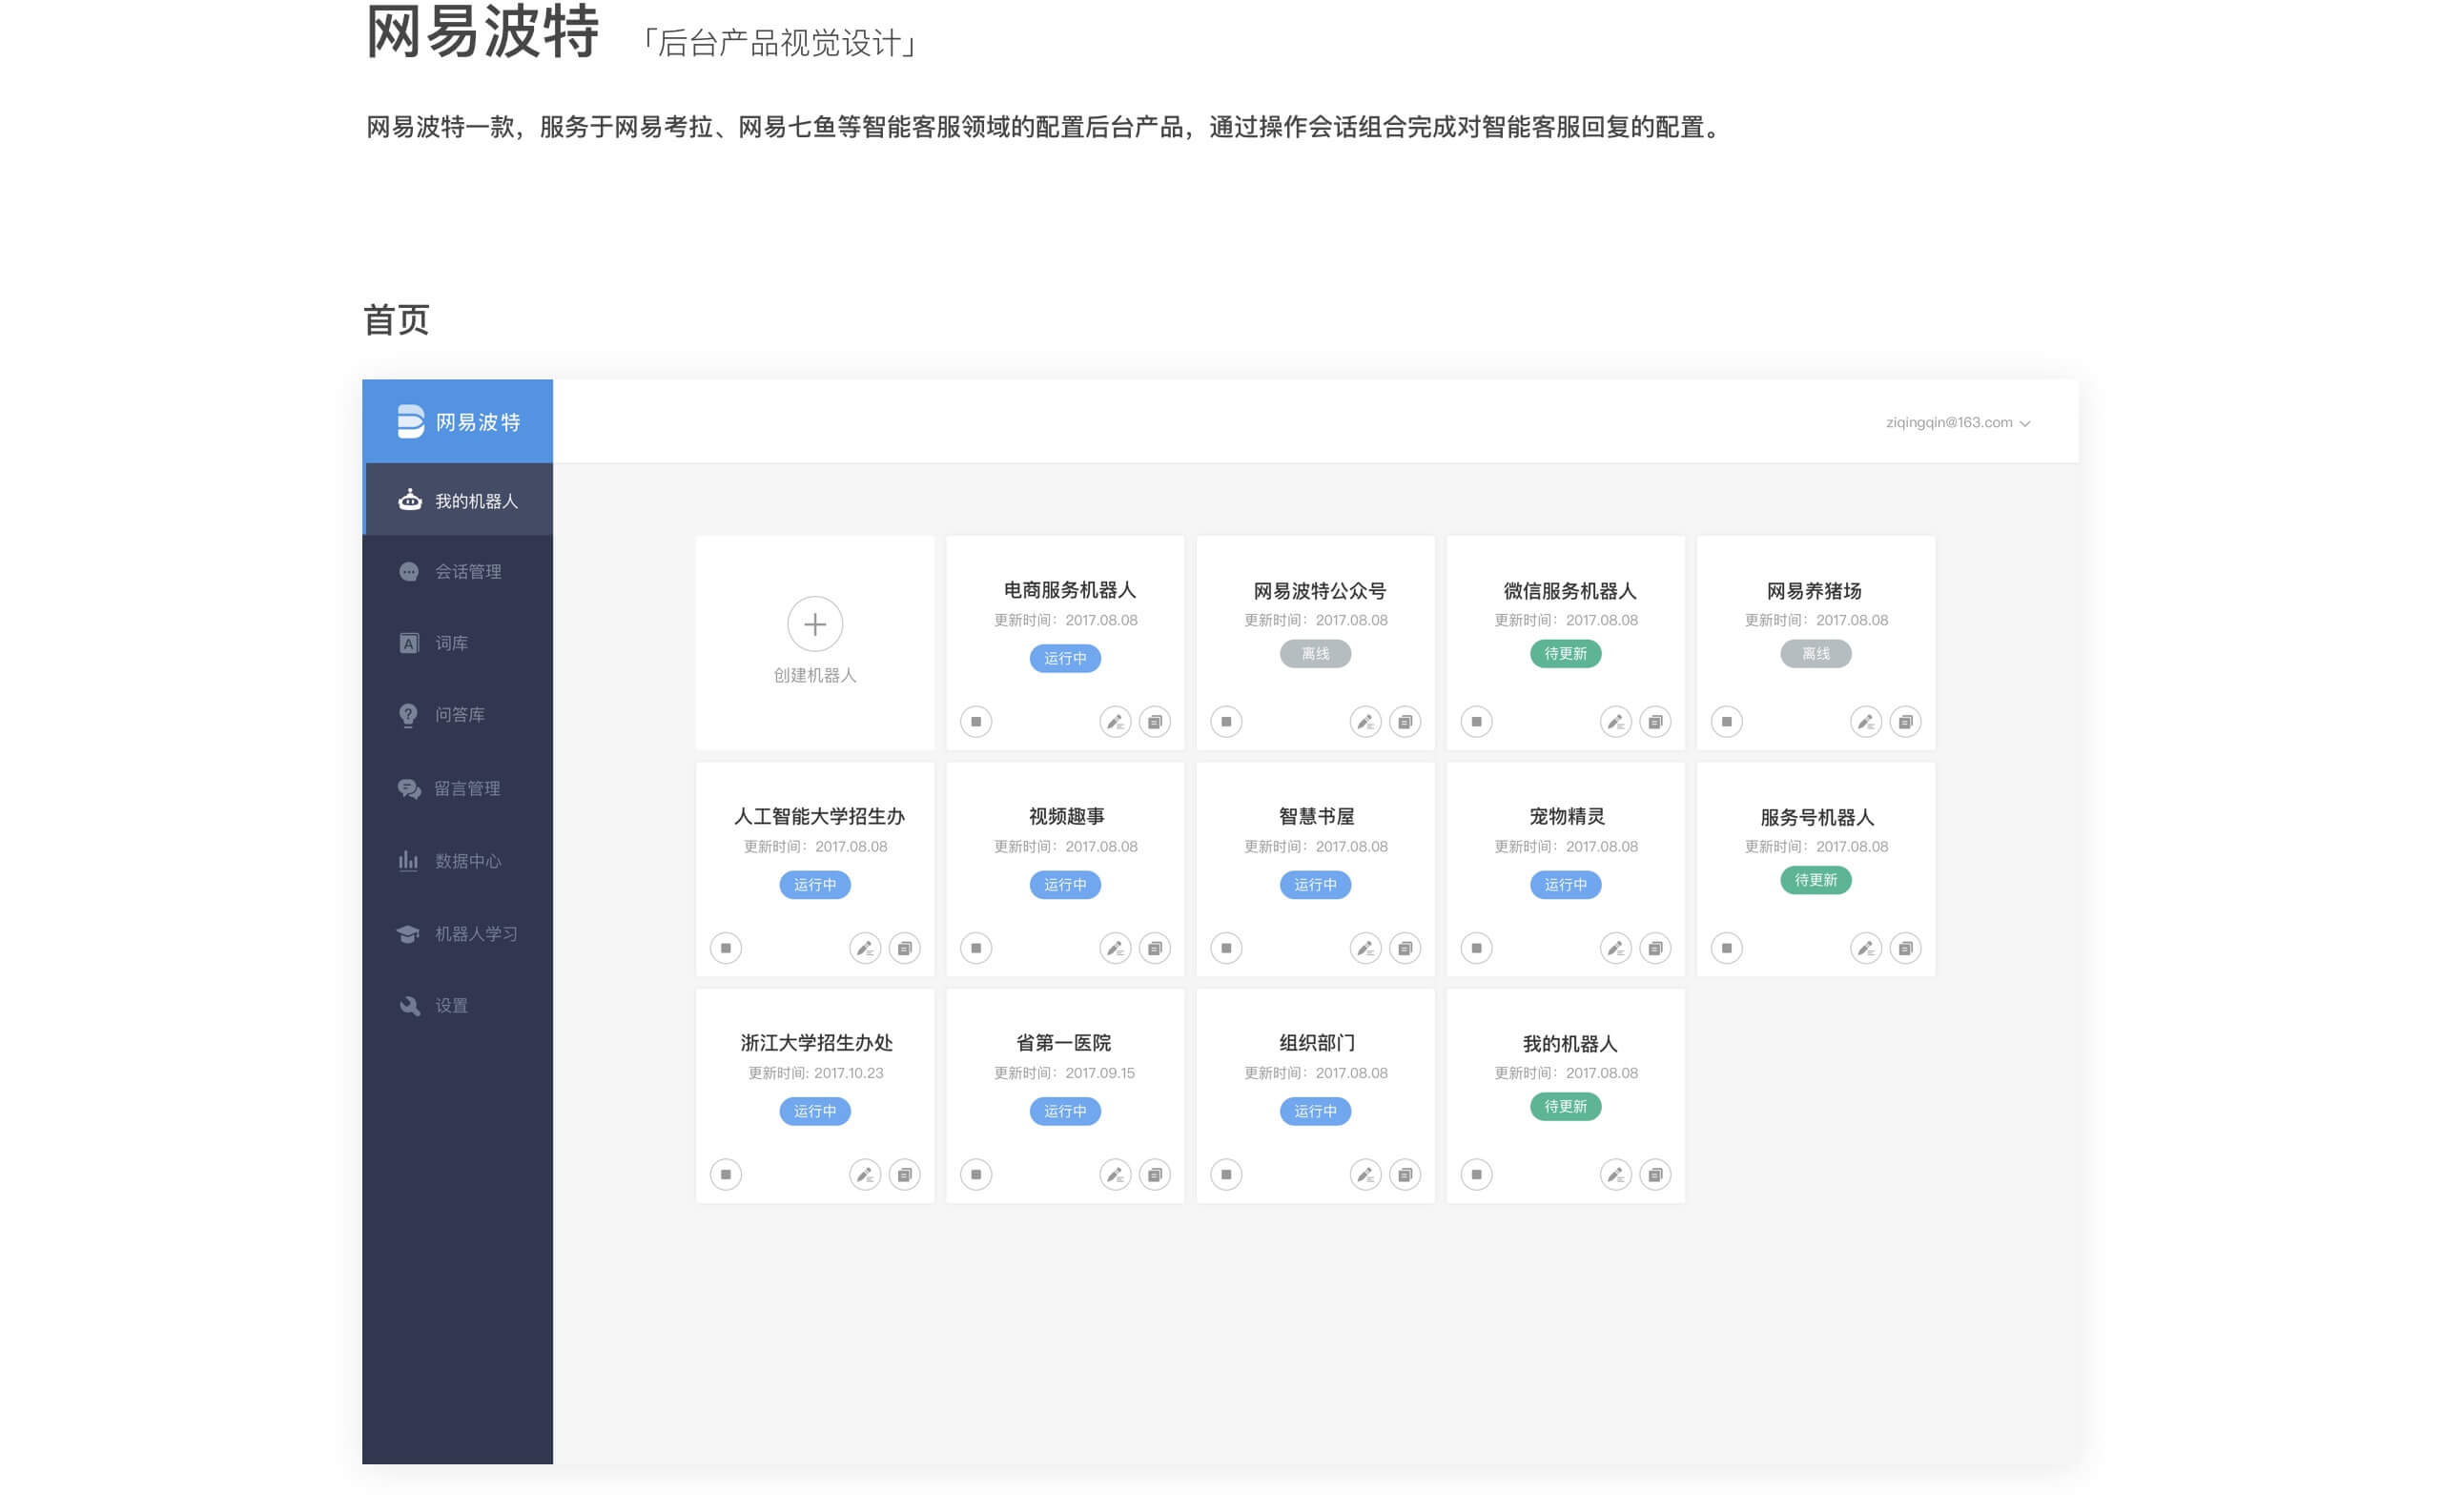 网易波特 「后台产品视觉设计」
网易波特一款，服务于网易考拉、网易七鱼等智能客服领域的配置后台产品，通过操作会话组合完成对智能客服回复的配置。
首页
网易波特
ziqingqin@163.com
我的机器人
会话管理
词库
问答库
留言管理
数据中心
机器人学习
设置
创建机器人
电商服务机器人
更新时间：2017.08.08
运行中
网易波特公众号
更新时间：2017.08.08
离线
微信服务机器人
更新时间：2017.08.08
待更新
网易养猪场
更新时间：2017.08.08
离线
人工智能大学招生办
更新时间：2017.08.08
运行中
视频趣事
更新时间：2017.08.08
运行中
智慧书屋
更新时间：2017.08.08
运行中
宠物精灵
更新时间：2017.08.08
运行中
服务号机器人
更新时间：2017.08.08
待更新
浙江大学招生办处
更新时间: 2017.10.23
运行中
省第一医院
更新时间：2017.09.15
运行中
组织部门
更新时间：2017.08.08
运行中
我的机器人
更新时间：2017.08.08
待更新